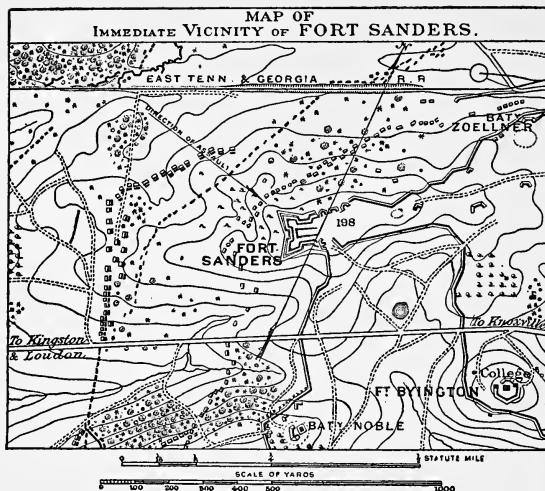 MAP OF
IMMEDIATE VICINITY OF FORT SANDERS.
EAST TENN. & GEORGIA R. R
BATY
ZOELLNER
DIRECTION OF ASSAULT
198
FORT
SANDERS
To Kingston
& Loudon.
To Knoxville
College
FT BYINGTON
BATY NOBLE
STATUTE MILE
SCALE OF YARDS
0 100 200 300 400 500 1000